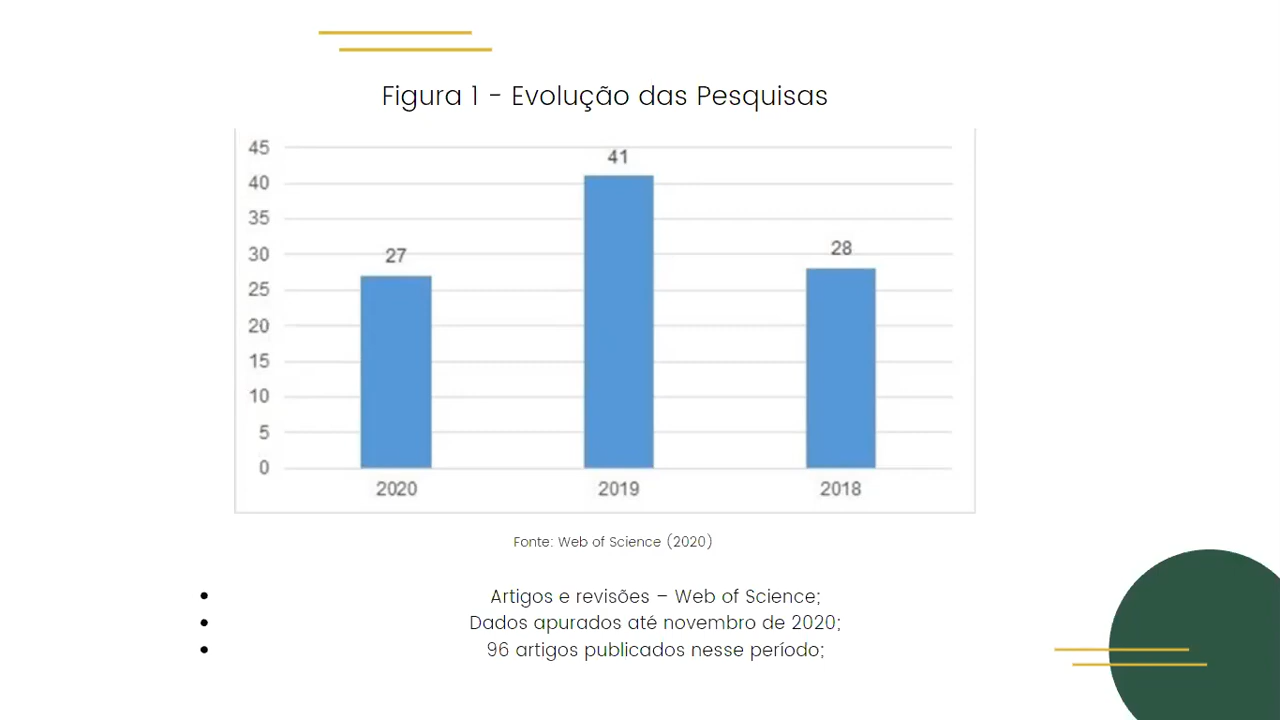 Figura 1 - Evolução das Pesquisas
45
41
40
35
30
28
27
25
20
15
10
5
0
2020 2019 2018
Fonte: Web of Science (2020)
• Artigos e revisões – Web of Science;
• Dados apurados até novembro de 2020;
• 96 artigos publicados nesse período;